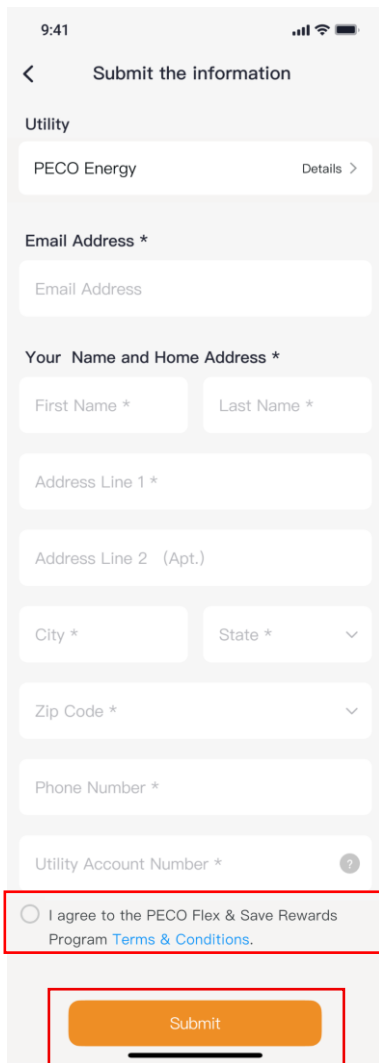 9:41
Submit the information
Utility
PECO Energy Details >
Email Address *
Email Address
Your  Name and Home Address *
First Name * Last Name *
Address Line 1 *
Address Line 2  (Apt.)
City * State *
Zip Code *
Phone Number *
Utility Account Number * ?
I agree to the PECO Flex & Save Rewards
Program Terms & Conditions.
Submit